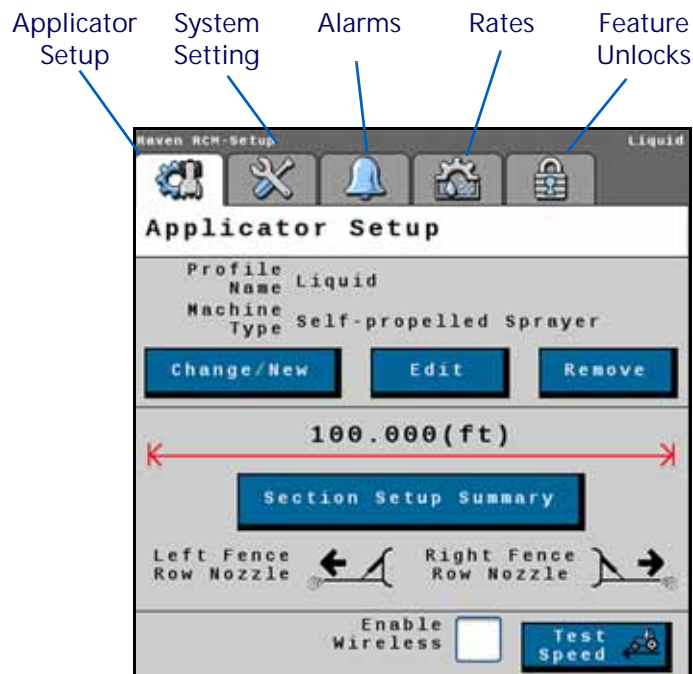 Applicator System Alarms Rates Feature
Setup Setting Unlocks
Raven RCM-Setup Liquid
Applicator Setup
Profile
Name Liquid
Machine
Type Self-propelled Sprayer
Change/New Edit Remove
100.000(ft)
Section Setup Summary
Left Fence Right Fence
Row Nozzle Row Nozzle
Enable
Wireless Test
Speed